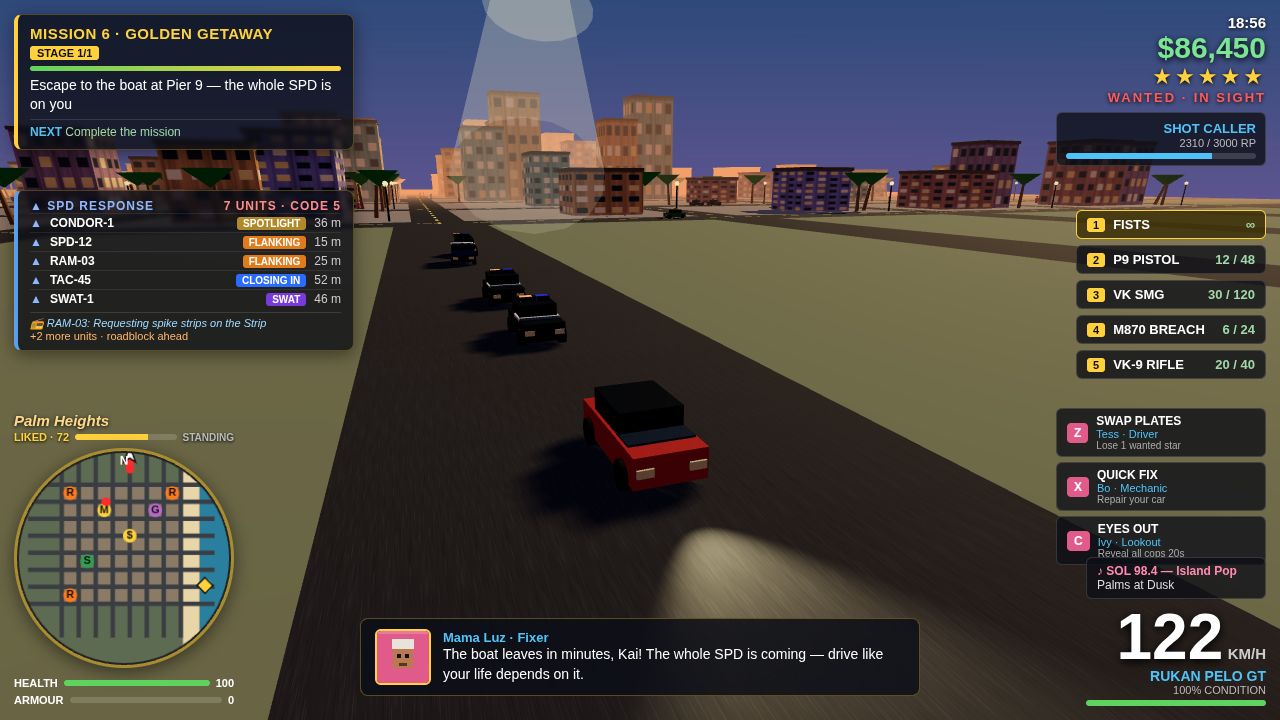 MISSION 6 · GOLDEN GETAWAY
STAGE 1/1
Escape to the boat at Pier 9 — the whole SPD is
on you
NEXT Complete the mission
▲ SPD RESPONSE 7 UNITS · CODE 5
▲ CONDOR-1 SPOTLIGHT 36 m
▲ SPD-12 FLANKING 15 m
▲ RAM-03 FLANKING 25 m
▲ TAC-45 CLOSING IN 52 m
▲ SWAT-1 SWAT 46 m
📻 RAM-03: Requesting spike strips on the Strip
+2 more units · roadblock ahead
Palm Heights
LIKED · 72 STANDING
N
R R
M G
$
S
R
HEALTH 100
ARMOUR 0
Mama Luz · Fixer
The boat leaves in minutes, Kai! The whole SPD is coming — drive like
your life depends on it.
18:56
$86,450
★★★★★
WANTED · IN SIGHT
SHOT CALLER
2310 / 3000 RP
1 FISTS ∞
2 P9 PISTOL 12 / 48
3 VK SMG 30 / 120
4 M870 BREACH 6 / 24
5 VK-9 RIFLE 20 / 40
Z SWAP PLATES
Tess · Driver
Lose 1 wanted star
X QUICK FIX
Bo · Mechanic
Repair your car
C EYES OUT
Ivy · Lookout
Reveal all cops 20s
♪ SOL 98.4 — Island Pop
Palms at Dusk
122 KM/H
RUKAN PELO GT
100% CONDITION